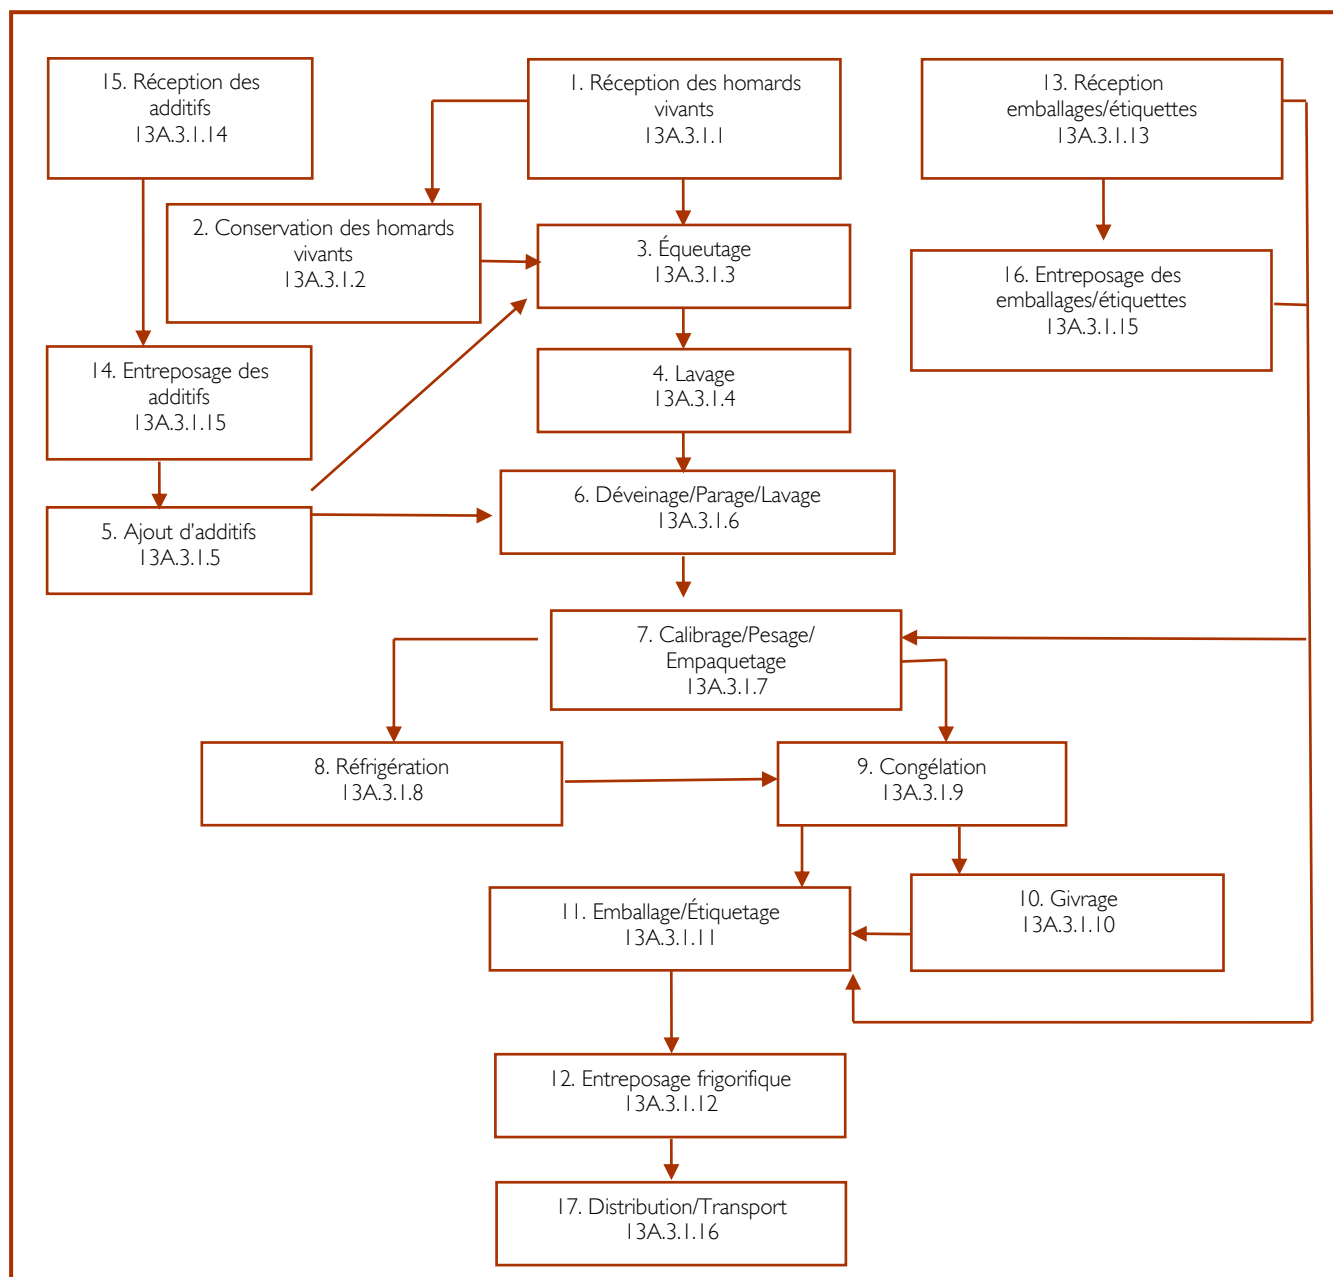 15. Réception des
additifs
13A.3.1.14
1. Réception des homards
vivants
13A.3.1.1
13. Réception
emballages/étiquettes
13A.3.1.13
2. Conservation des homards
vivants
13A.3.1.2
3. Équeutage
13A.3.1.3
16. Entreposage des
emballages/étiquettes
13A.3.1.15
14. Entreposage des
additifs
13A.3.1.15
4. Lavage
13A.3.1.4
5. Ajout d’additifs
13A.3.1.5
6. Déveinage/Parage/Lavage
13A.3.1.6
7. Calibrage/Pesage/
Empaquetage
13A.3.1.7
8. Réfrigération
13A.3.1.8
9. Congélation
13A.3.1.9
11. Emballage/Étiquetage
13A.3.1.11
10. Givrage
13A.3.1.10
12. Entreposage frigorifique
13A.3.1.12
17. Distribution/Transport
13A.3.1.16